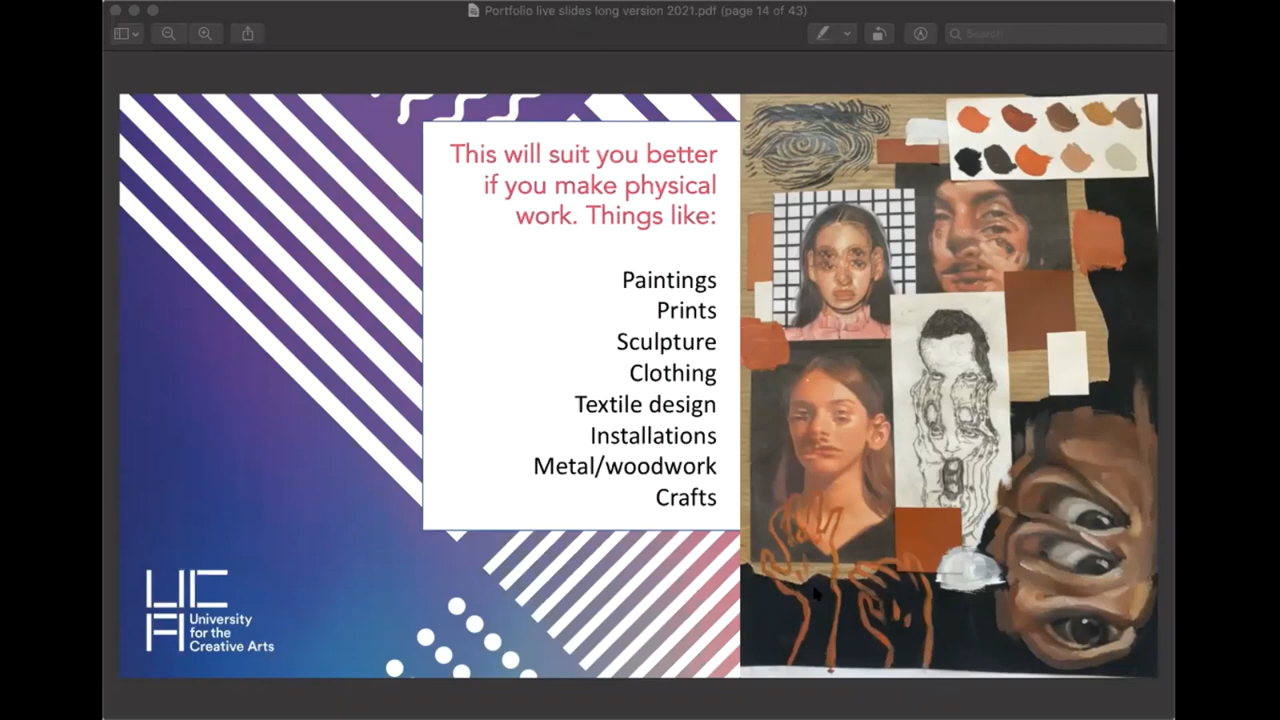 Portfolio live slides long version 2021.pdf (page 14 of 43)
Search
This will suit you better
if you make physical
work. Things like:
Paintings
Prints
Sculpture
Clothing
Textile design
Installations
Metal/woodwork
Crafts
UCA
University
for the
Creative Arts